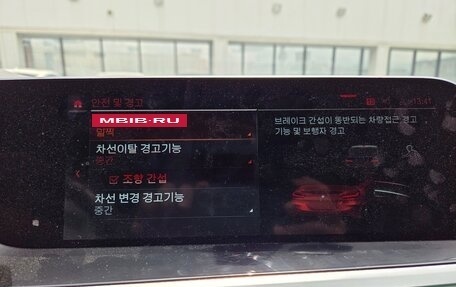 안전 및 경고
13:41
MEIB-RU
일찍
차선이탈 경고기능
중간
조향 간섭
차선 변경 경고기능
중간
브레이크 간섭이 동반되는 차량접근 경고
기능 및 보행자 경고